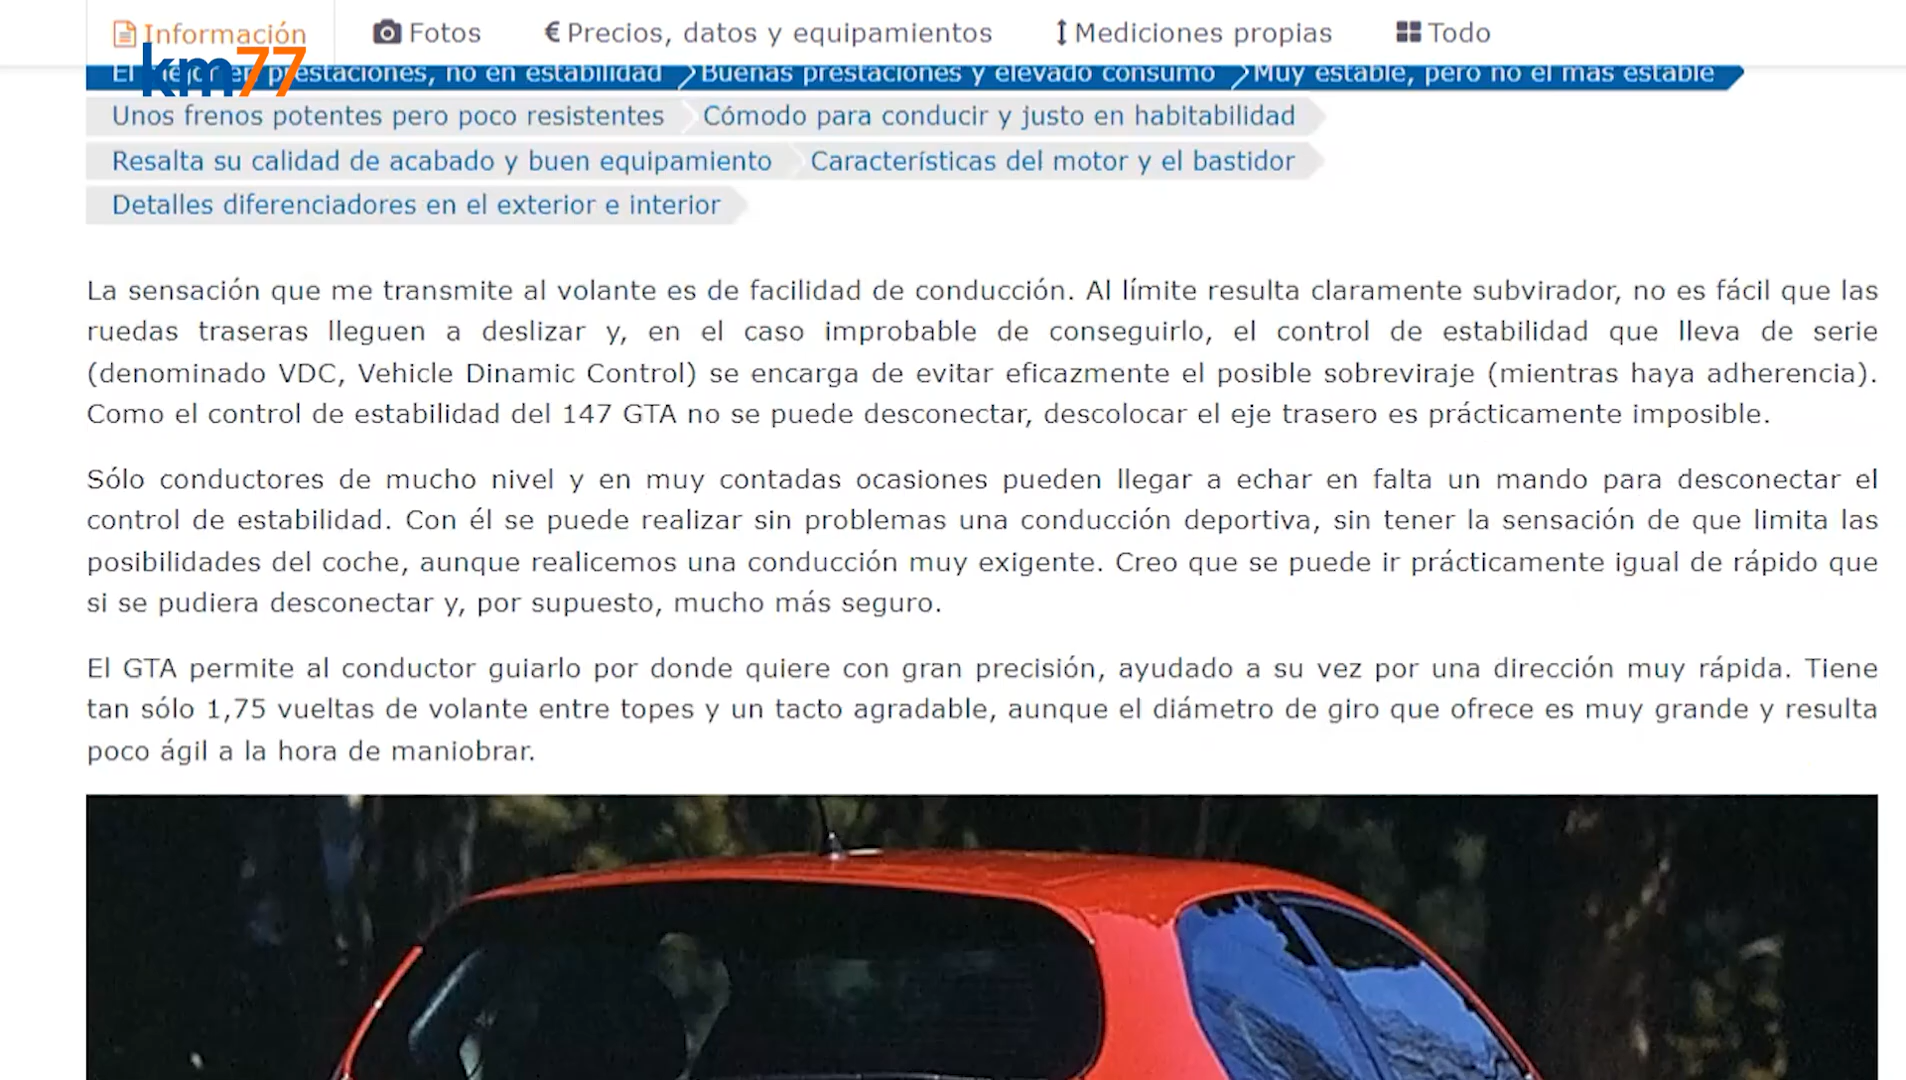 Información Fotos € Precios, datos y equipamientos Mediciones propias Todo
km77
El mejor en prestaciones, no en estabilidad Buenas prestaciones y elevado consumo Muy estable, pero no el más estable
Unos frenos potentes pero poco resistentes Cómodo para conducir y justo en habitabilidad
Resalta su calidad de acabado y buen equipamiento Características del motor y el bastidor
Detalles diferenciadores en el exterior e interior
La sensación que me transmite al volante es de facilidad de conducción. Al límite resulta claramente subvirador, no es fácil que las
ruedas traseras lleguen a deslizar y, en el caso improbable de conseguirlo, el control de estabilidad que lleva de serie
(denominado VDC, Vehicle Dinamic Control) se encarga de evitar eficazmente el posible sobreviraje (mientras haya adherencia).
Como el control de estabilidad del 147 GTA no se puede desconectar, descolocar el eje trasero es prácticamente imposible.
Sólo conductores de mucho nivel y en muy contadas ocasiones pueden llegar a echar en falta un mando para desconectar el
control de estabilidad. Con él se puede realizar sin problemas una conducción deportiva, sin tener la sensación de que limita las
posibilidades del coche, aunque realicemos una conducción muy exigente. Creo que se puede ir prácticamente igual de rápido que
si se pudiera desconectar y, por supuesto, mucho más seguro.
El GTA permite al conductor guiarlo por donde quiere con gran precisión, ayudado a su vez por una dirección muy rápida. Tiene
tan sólo 1,75 vueltas de volante entre topes y un tacto agradable, aunque el diámetro de giro que ofrece es muy grande y resulta
poco ágil a la hora de maniobrar.